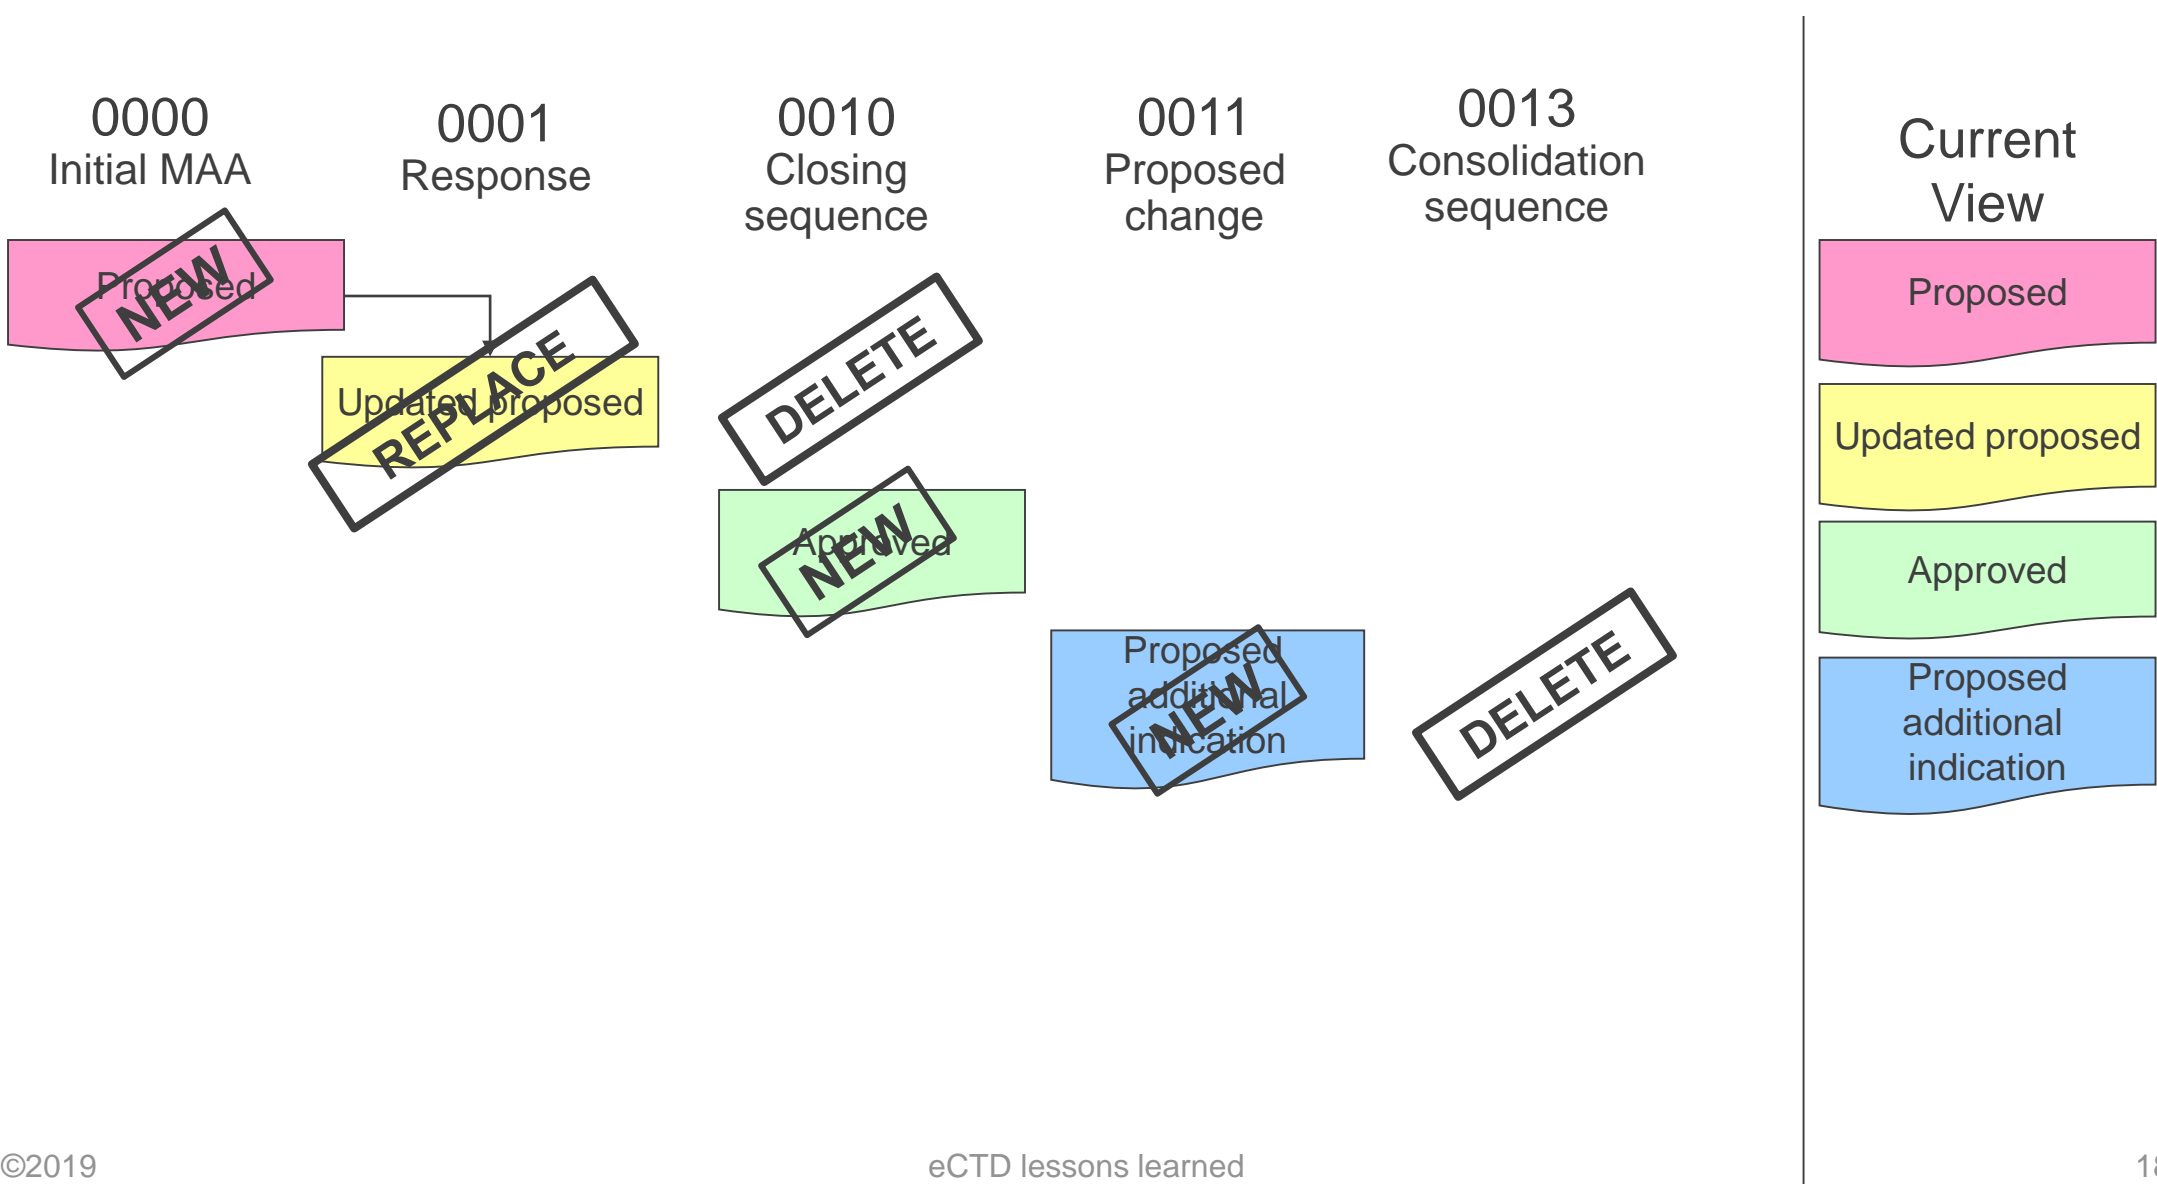 0000
Initial MAA
0001
Response
0010
Closing
sequence
0011
Proposed
change
0013
Consolidation
sequence
Current
View
Proposed
NEW
Updated proposed
REPLACE
DELETE
Approved
NEW
Proposed
additional
indication
NEW
DELETE
Proposed
Updated proposed
Approved
Proposed
additional
indication
©2019
eCTD lessons learned